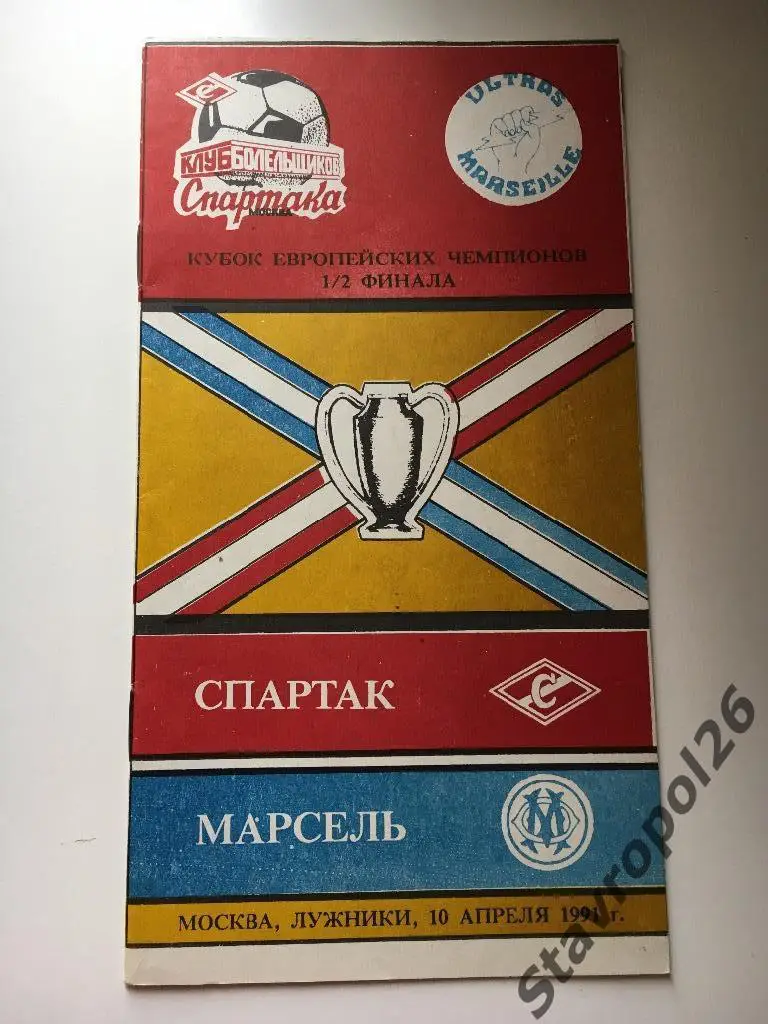 КЛУБ БОЛЕЛЬЩИКОВ
Спартака
МОСКВА
ULTRAS
MARSEILLE
КУБОК ЕВРОПЕЙСКИХ ЧЕМПИОНОВ
1/2 ФИНАЛА
СПАРТАК
С
МАРСЕЛЬ
МОСКВА, ЛУЖНИКИ, 10 АПРЕЛЯ 1991 г.
Stavropol26